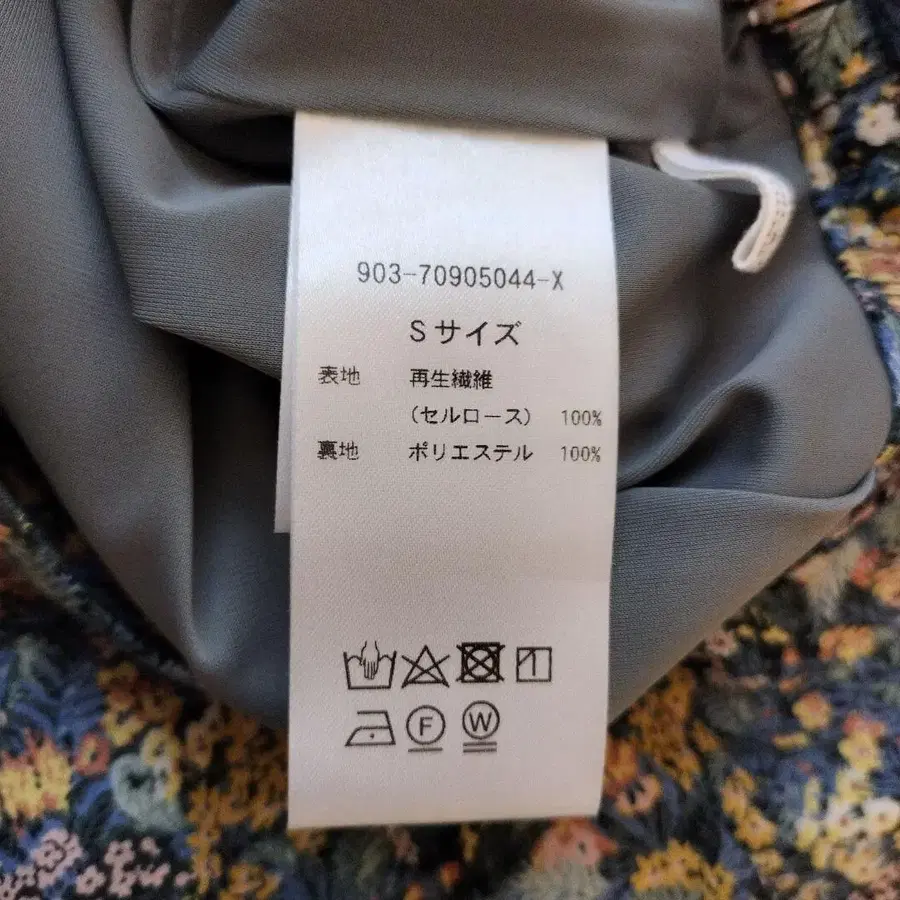 903-70905044-X
Sサイズ
表地 再生繊維
(セルロース) 100%
裏地 ポリエステル 100%
F W